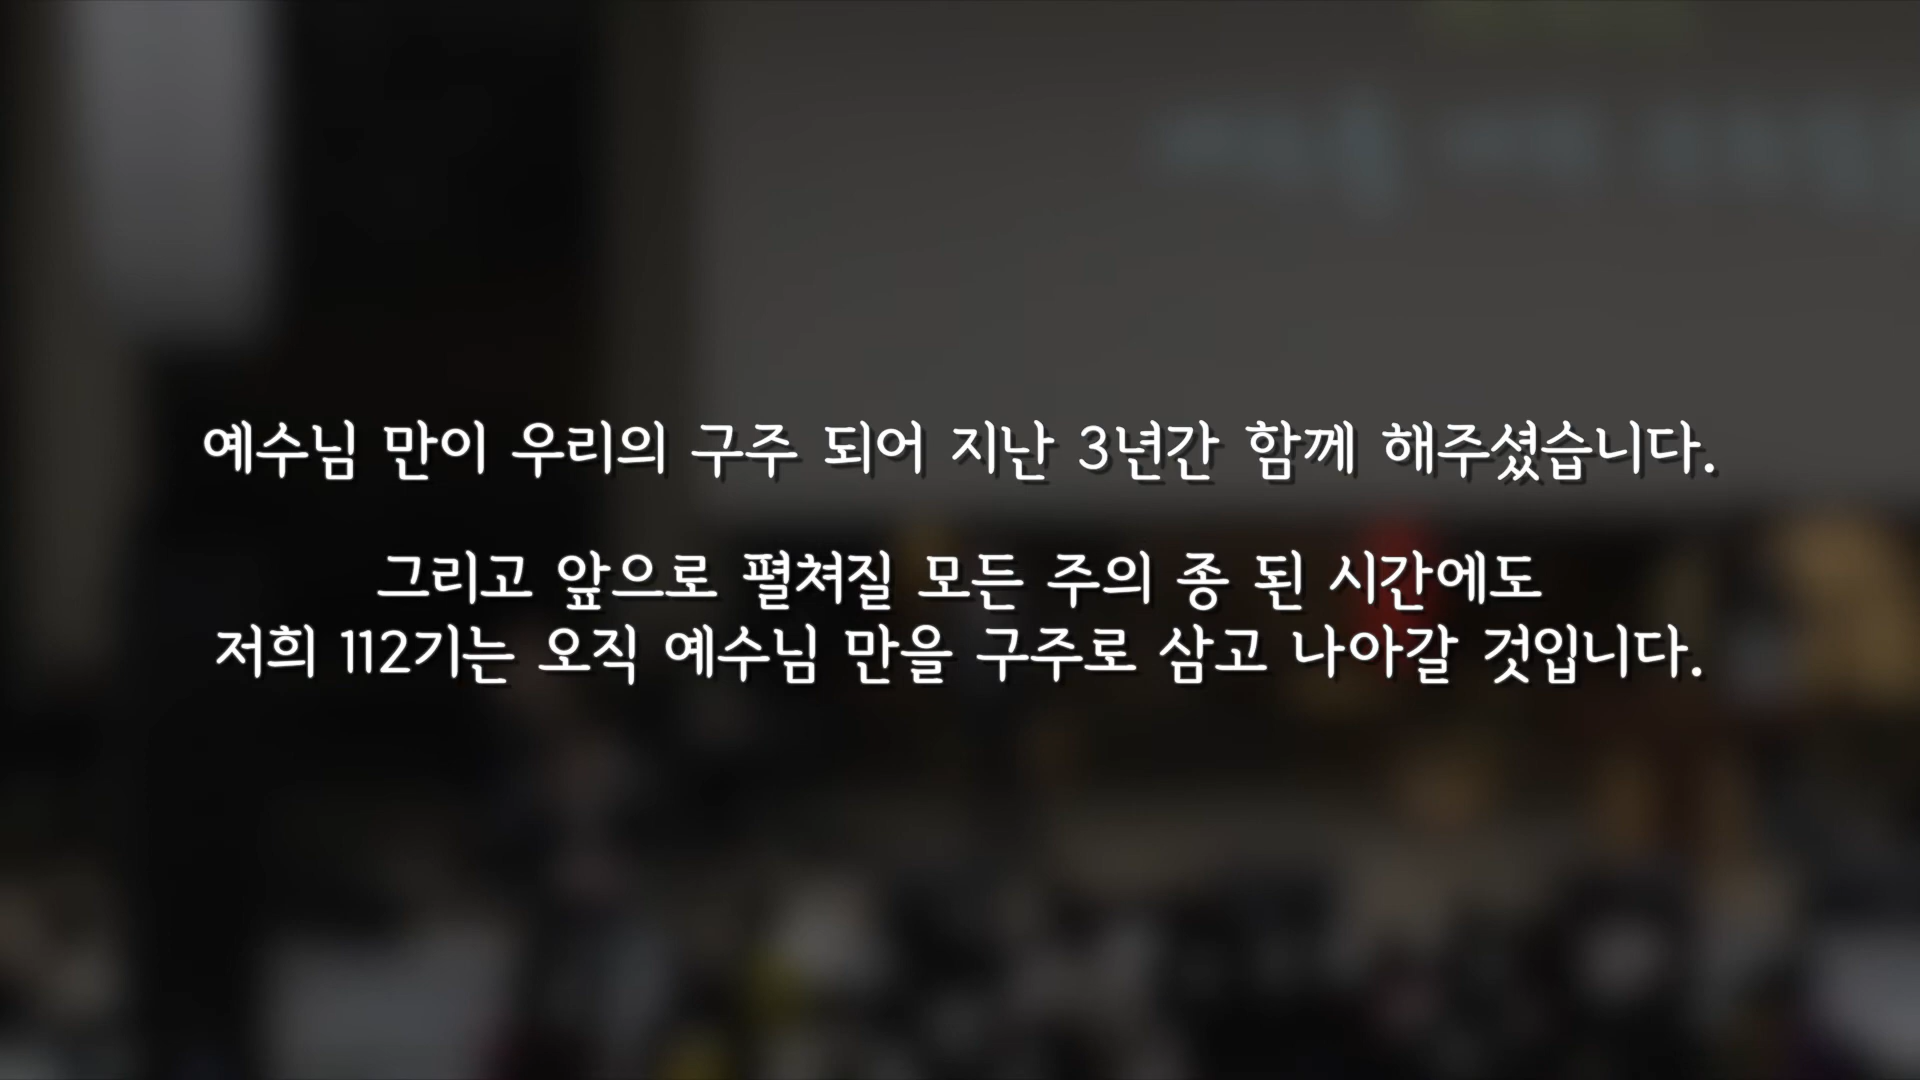 예수님 만이 우리의 구주 되어 지난 3년간 함께 해주셨습니다.
그리고 앞으로 펼쳐질 모든 주의 종 된 시간에도
저희 112기는 오직 예수님 만을 구주로 삼고 나아갈 것입니다.